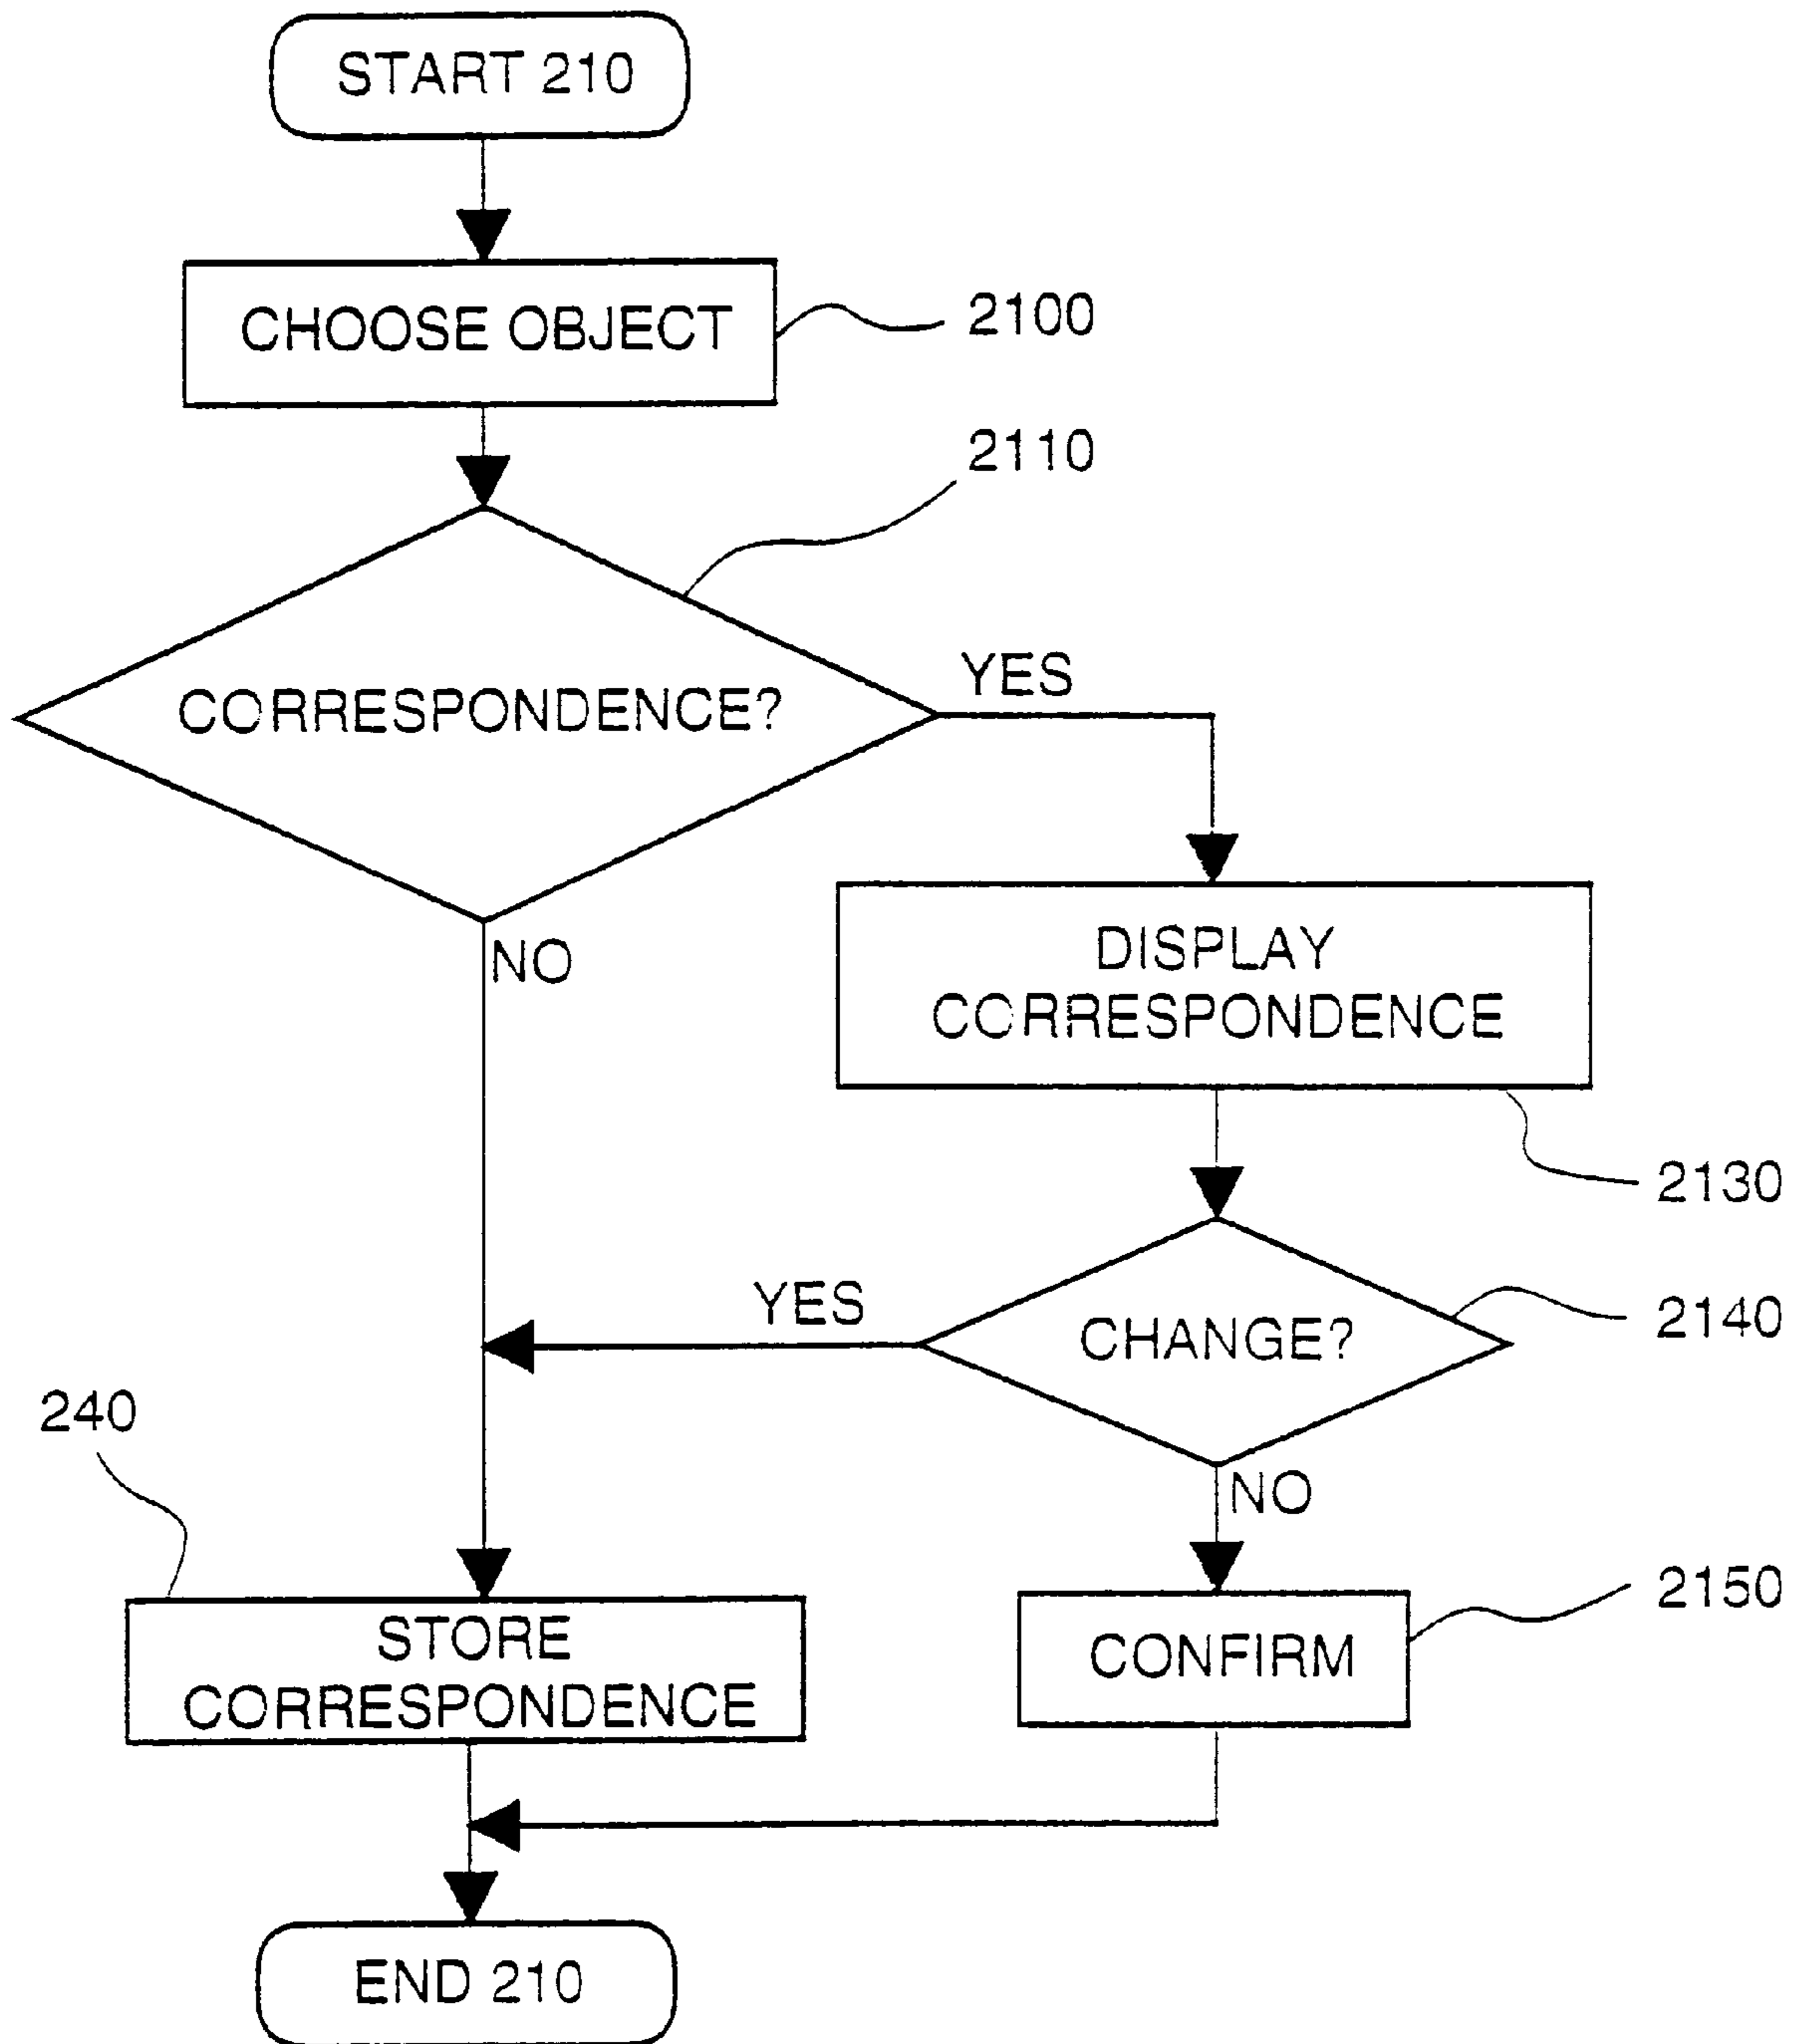 START 210
CHOOSE OBJECT
2100
2110
CORRESPONDENCE?
YES
NO
DISPLAY
CORRESPONDENCE
2130
CHANGE?
YES
2140
NO
240
STORE
CORRESPONDENCE
CONFIRM
2150
END 210